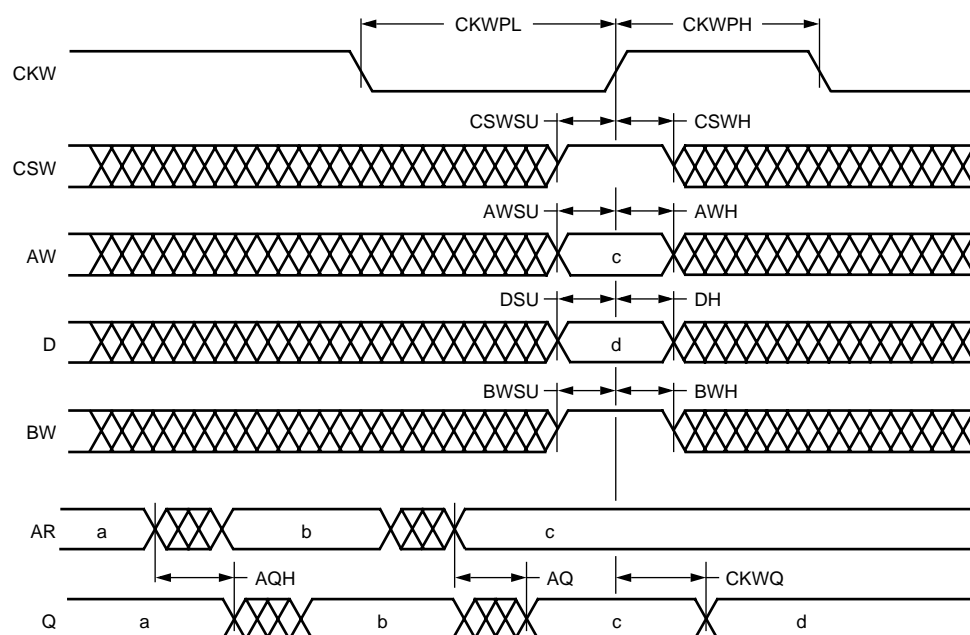 CKWPL CKWPH
CKW
CSWSU CSWH
CSW
AWSU AWH
AW c
DSU DH
D d
BWSU BWH
BW
AR a b c
AQH AQ CKWQ
Q a b c d